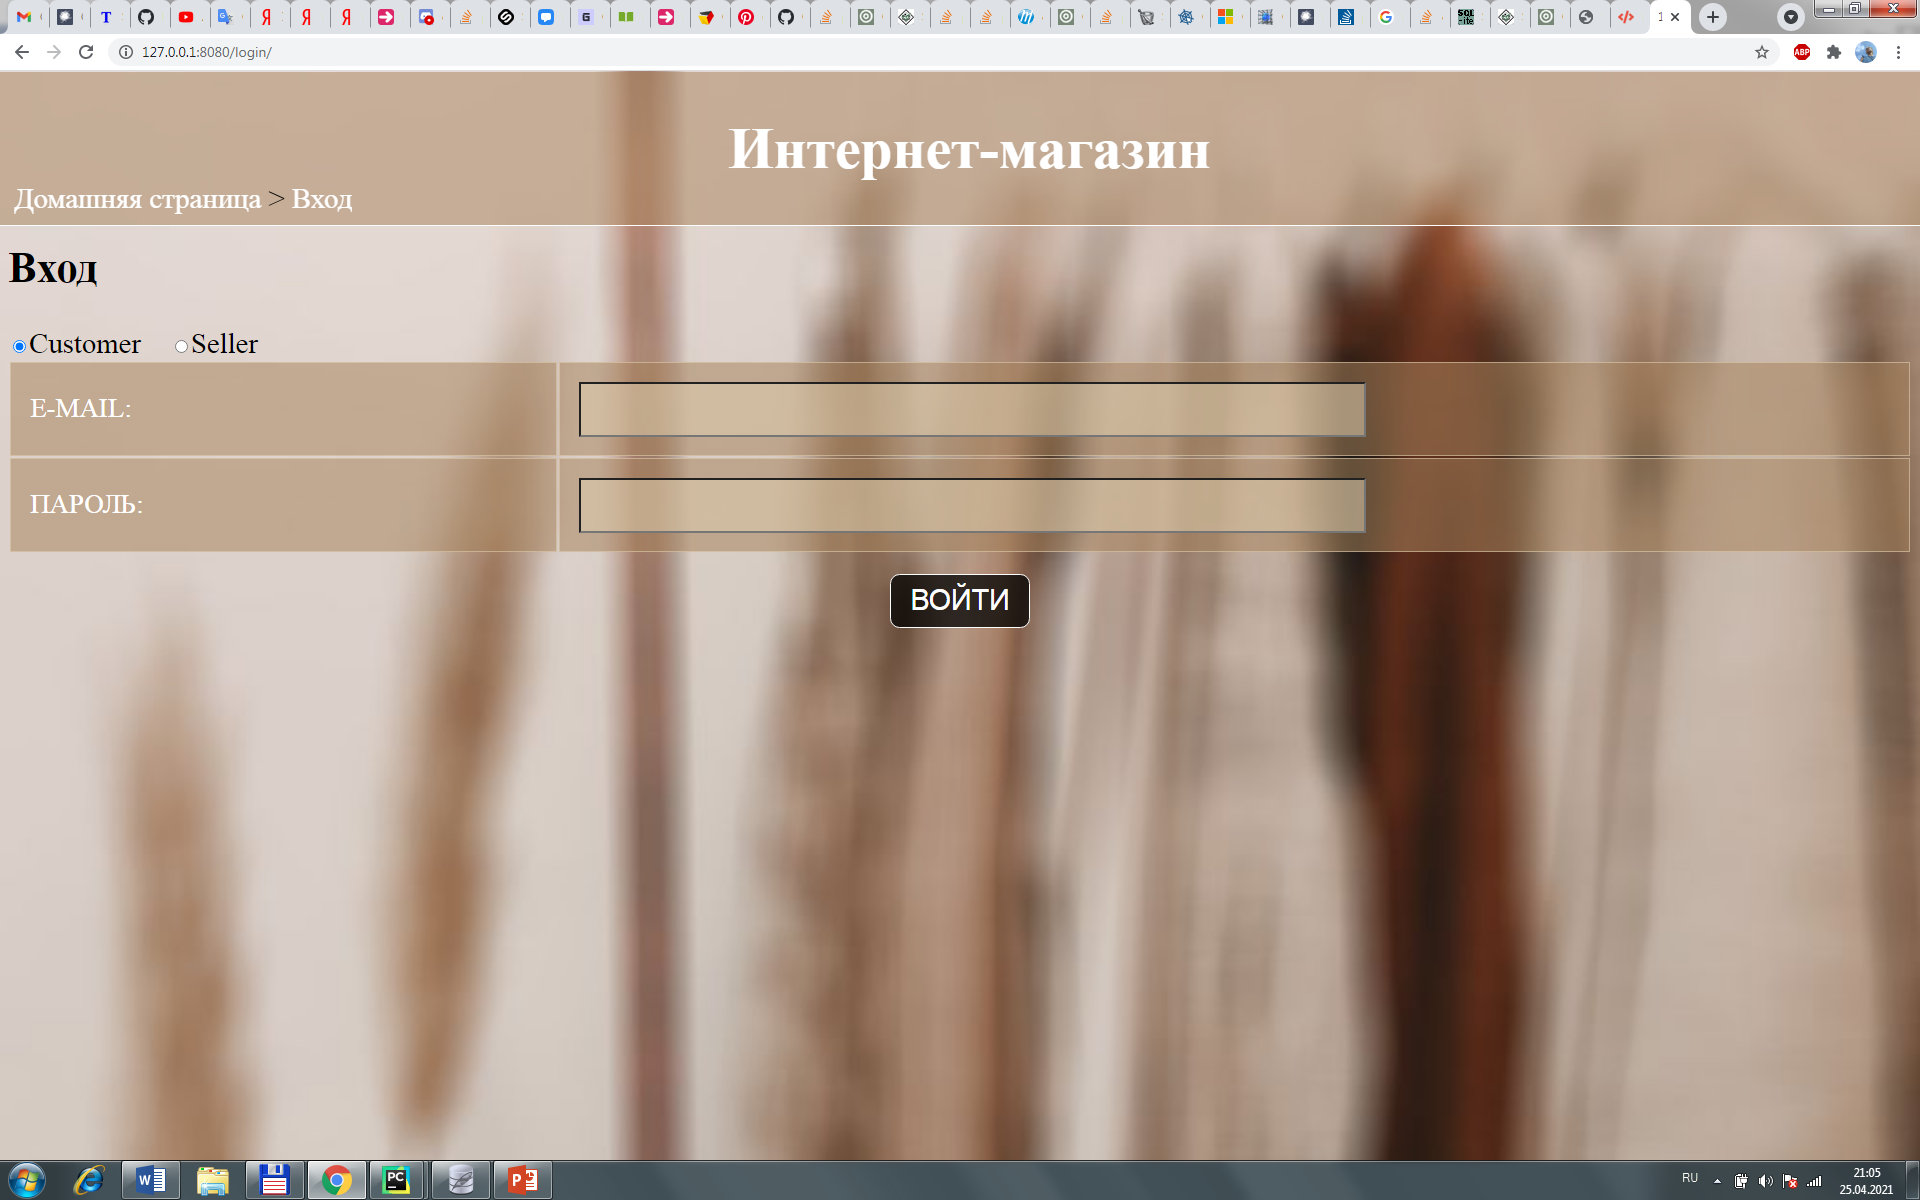 127.0.0.1:8080/login/
ABP
Интернет-магазин
Домашняя страница > Вход
Вход
Customer Seller
E-MAIL:
ПАРОЛЬ:
ВОЙТИ
RU
21:05
25.04.2021